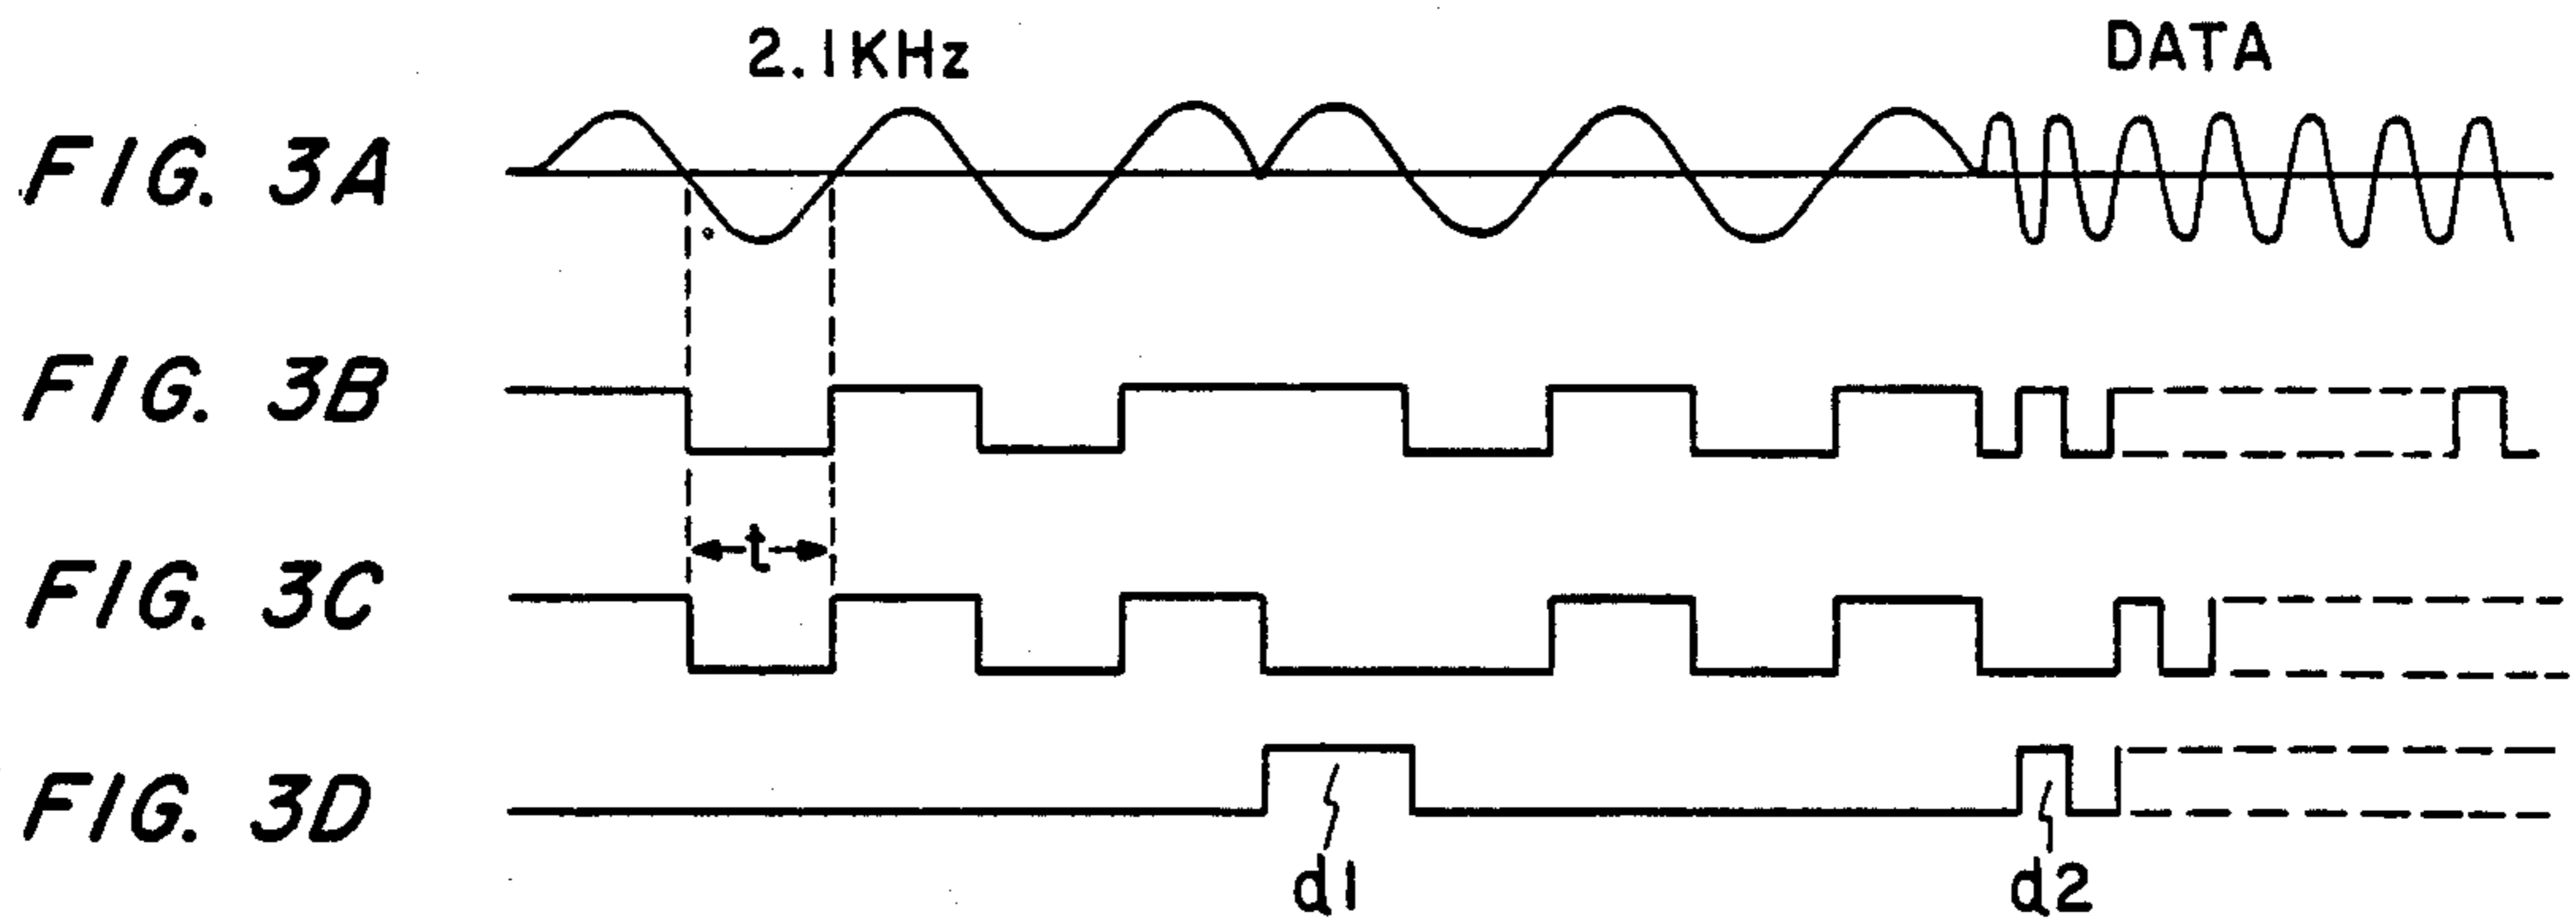 2.1KHz
DATA
FIG. 3A
FIG. 3B
t
FIG. 3C
FIG. 3D
d1
d2